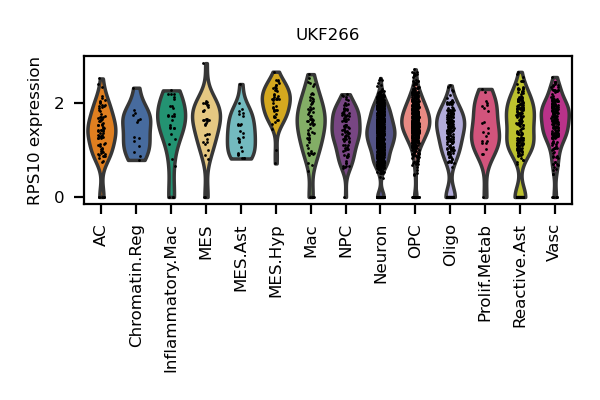 UKF266
RPS10 expression
2
0
AC
Chromatin.Reg
Inflammatory.Mac
MES
MES.Ast
MES.Hyp
Mac
NPC
Neuron
OPC
Oligo
Prolif.Metab
Reactive.Ast
Vasc